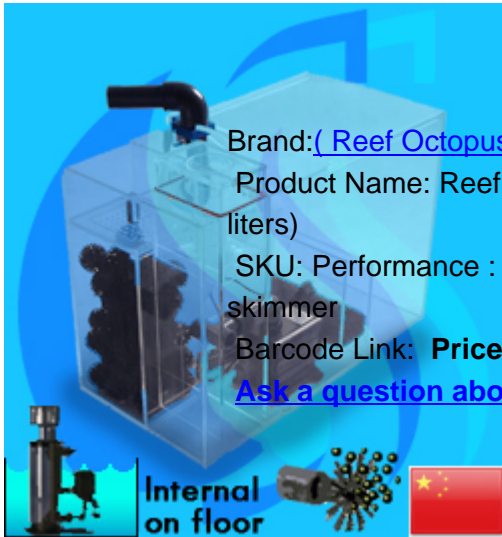 Brand:( Reef Octopus
Product Name: Reef
liters)
SKU: Performance :
skimmer
Barcode Link: Price
Ask a question abo
Internal
on floor